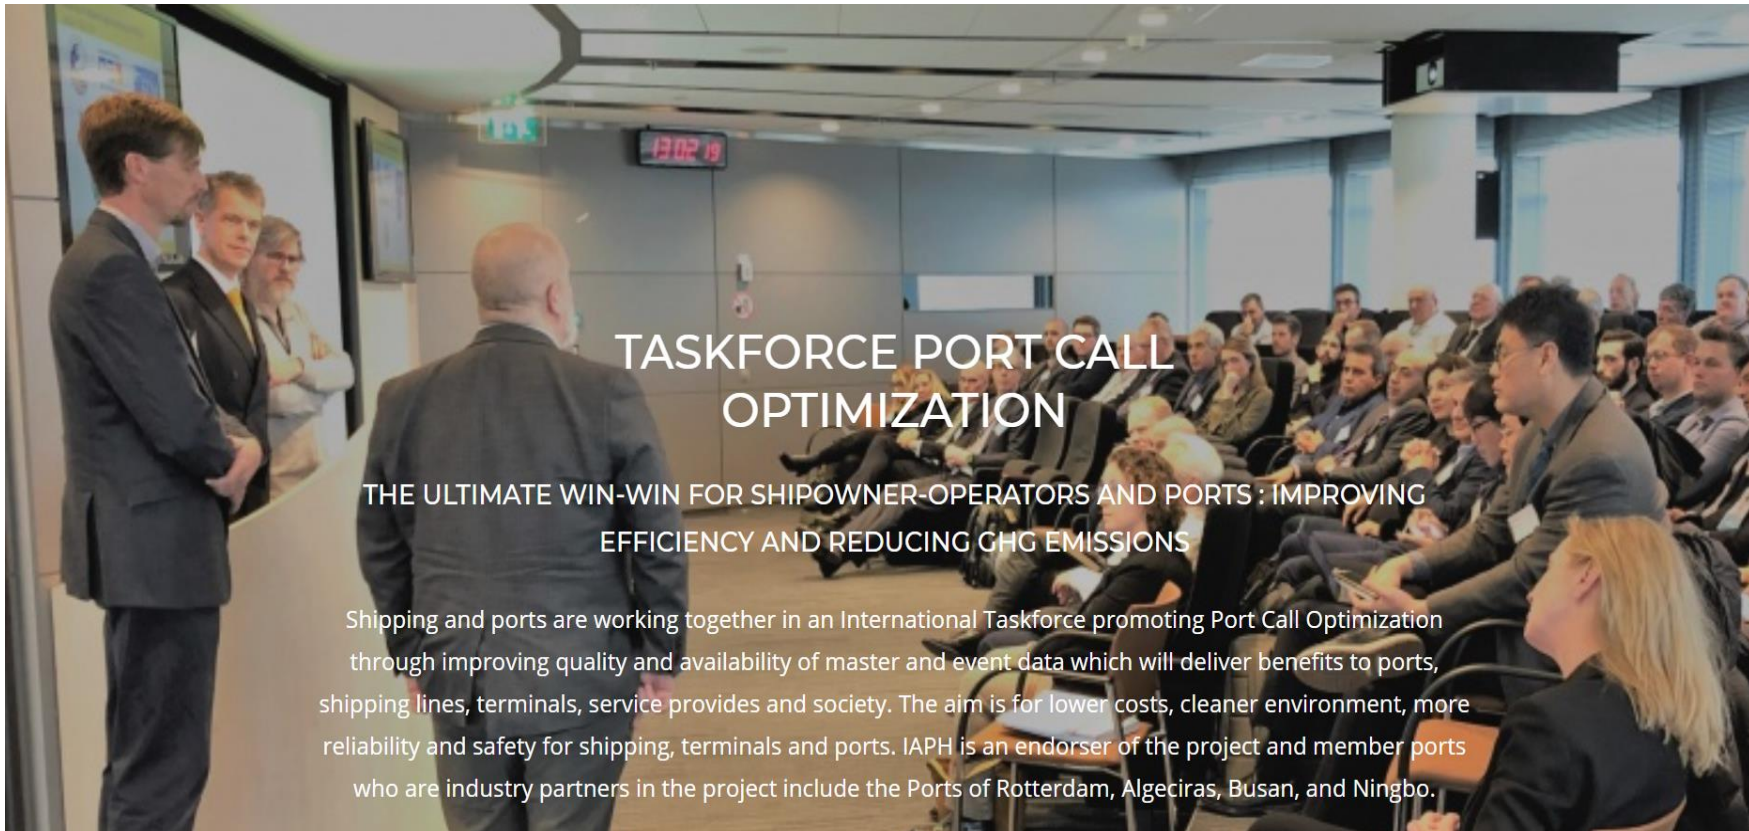 13:02 19
TASKFORCE PORT CALL
OPTIMIZATION
THE ULTIMATE WIN-WIN FOR SHIPOWNER-OPERATORS AND PORTS : IMPROVING
EFFICIENCY AND REDUCING GHG EMISSIONS
Shipping and ports are working together in an International Taskforce promoting Port Call Optimization
through improving quality and availability of master and event data which will deliver benefits to ports,
shipping lines, terminals, service provides and society. The aim is for lower costs, cleaner environment, more
reliability and safety for shipping, terminals and ports. IAPH is an endorser of the project and member ports
who are industry partners in the project include the Ports of Rotterdam, Algeciras, Busan, and Ningbo.